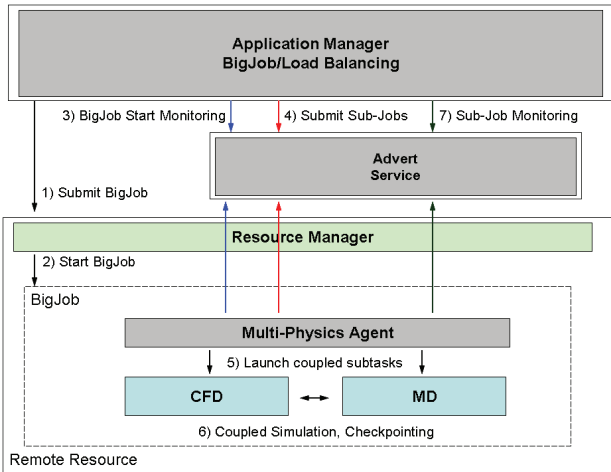 Application Manager
BigJob/Load Balancing
3) BigJob Start Monitoring
4) Submit Sub-Jobs
7) Sub-Job Monitoring
Advert
Service
1) Submit BigJob
Resource Manager
2) Start BigJob
BigJob
Multi-Physics Agent
5) Launch coupled subtasks
CFD
MD
6) Coupled Simulation, Checkpointing
Remote Resource